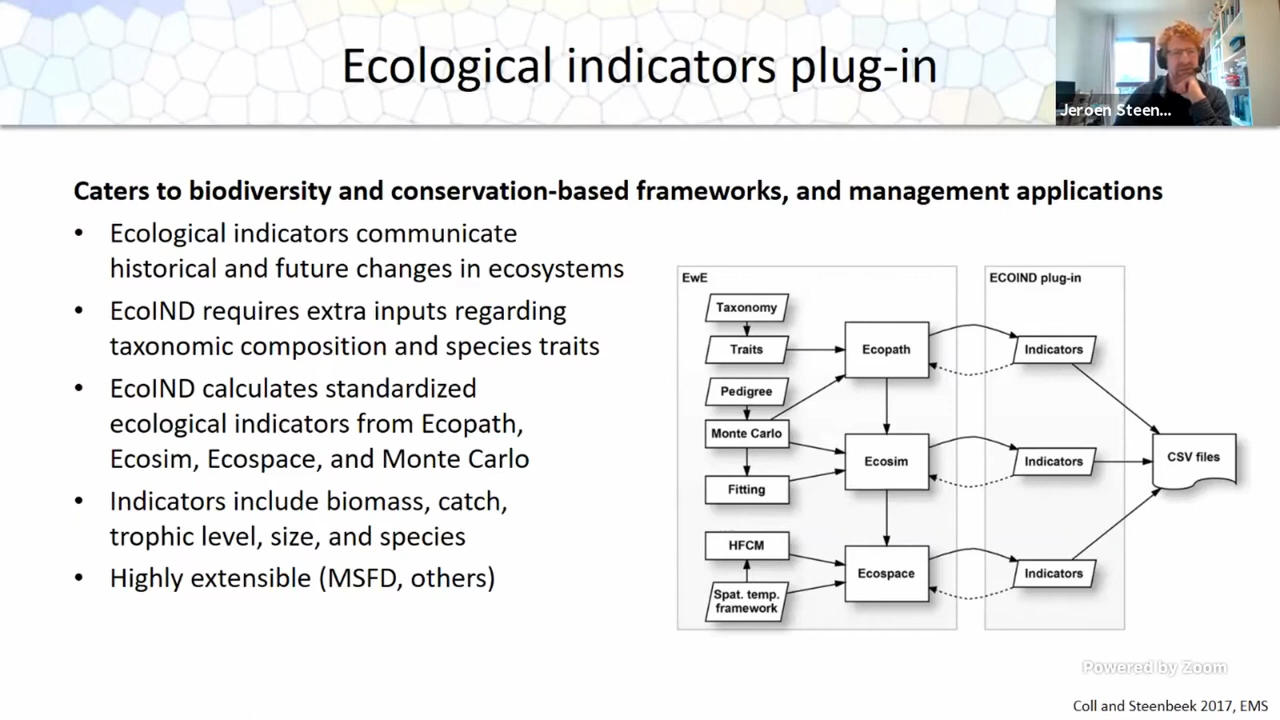 Ecological indicators plug-in
Jeroen Steen...
Caters to biodiversity and conservation-based frameworks, and management applications
• Ecological indicators communicate
historical and future changes in ecosystems
• EcoIND requires extra inputs regarding
taxonomic composition and species traits
• EcoIND calculates standardized
ecological indicators from Ecopath,
Ecosim, Ecospace, and Monte Carlo
• Indicators include biomass, catch,
trophic level, size, and species
• Highly extensible (MSFD, others)
EwE
ECOIND plug-in
Taxonomy
Traits
Ecopath
Indicators
Pedigree
Monte Carlo
Ecosim
Indicators
CSV files
Fitting
HFCM
Ecospace
Indicators
Spat. temp.
framework
Powered by Zoom
Coll and Steenbeek 2017, EMS